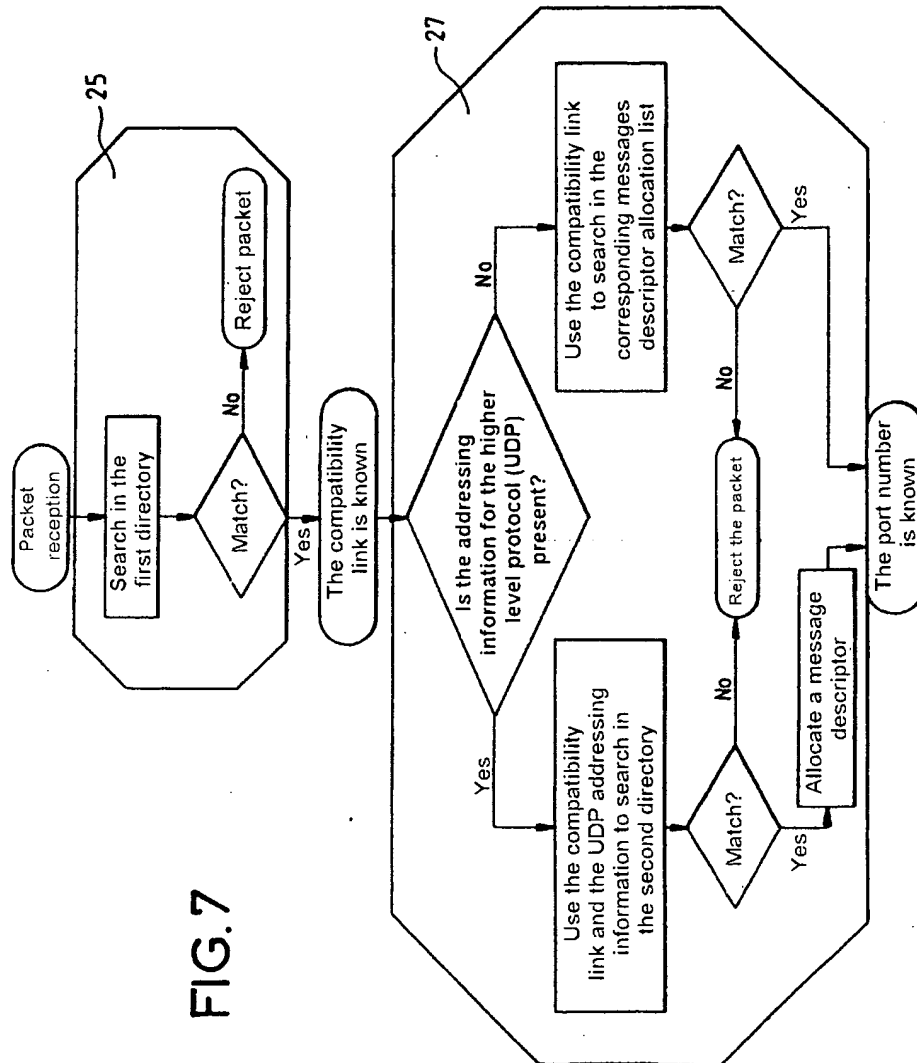 FIG.7
Packet
reception
25
Search in the
first directory
Match?
No
Reject packet
Yes
The compatibility
link is known
27
Is the addressing
information for the higher
level protocol (UDP)
present?
Yes
No
Use the compatibility
link and the UDP addressing
information to search in
the second directory
Use the compatibility link
to search in the
corresponding messages
descriptor allocation list
Match?
No
Reject the packet
No
Match?
Yes
Yes
Allocate a message
descriptor
The port number
is known